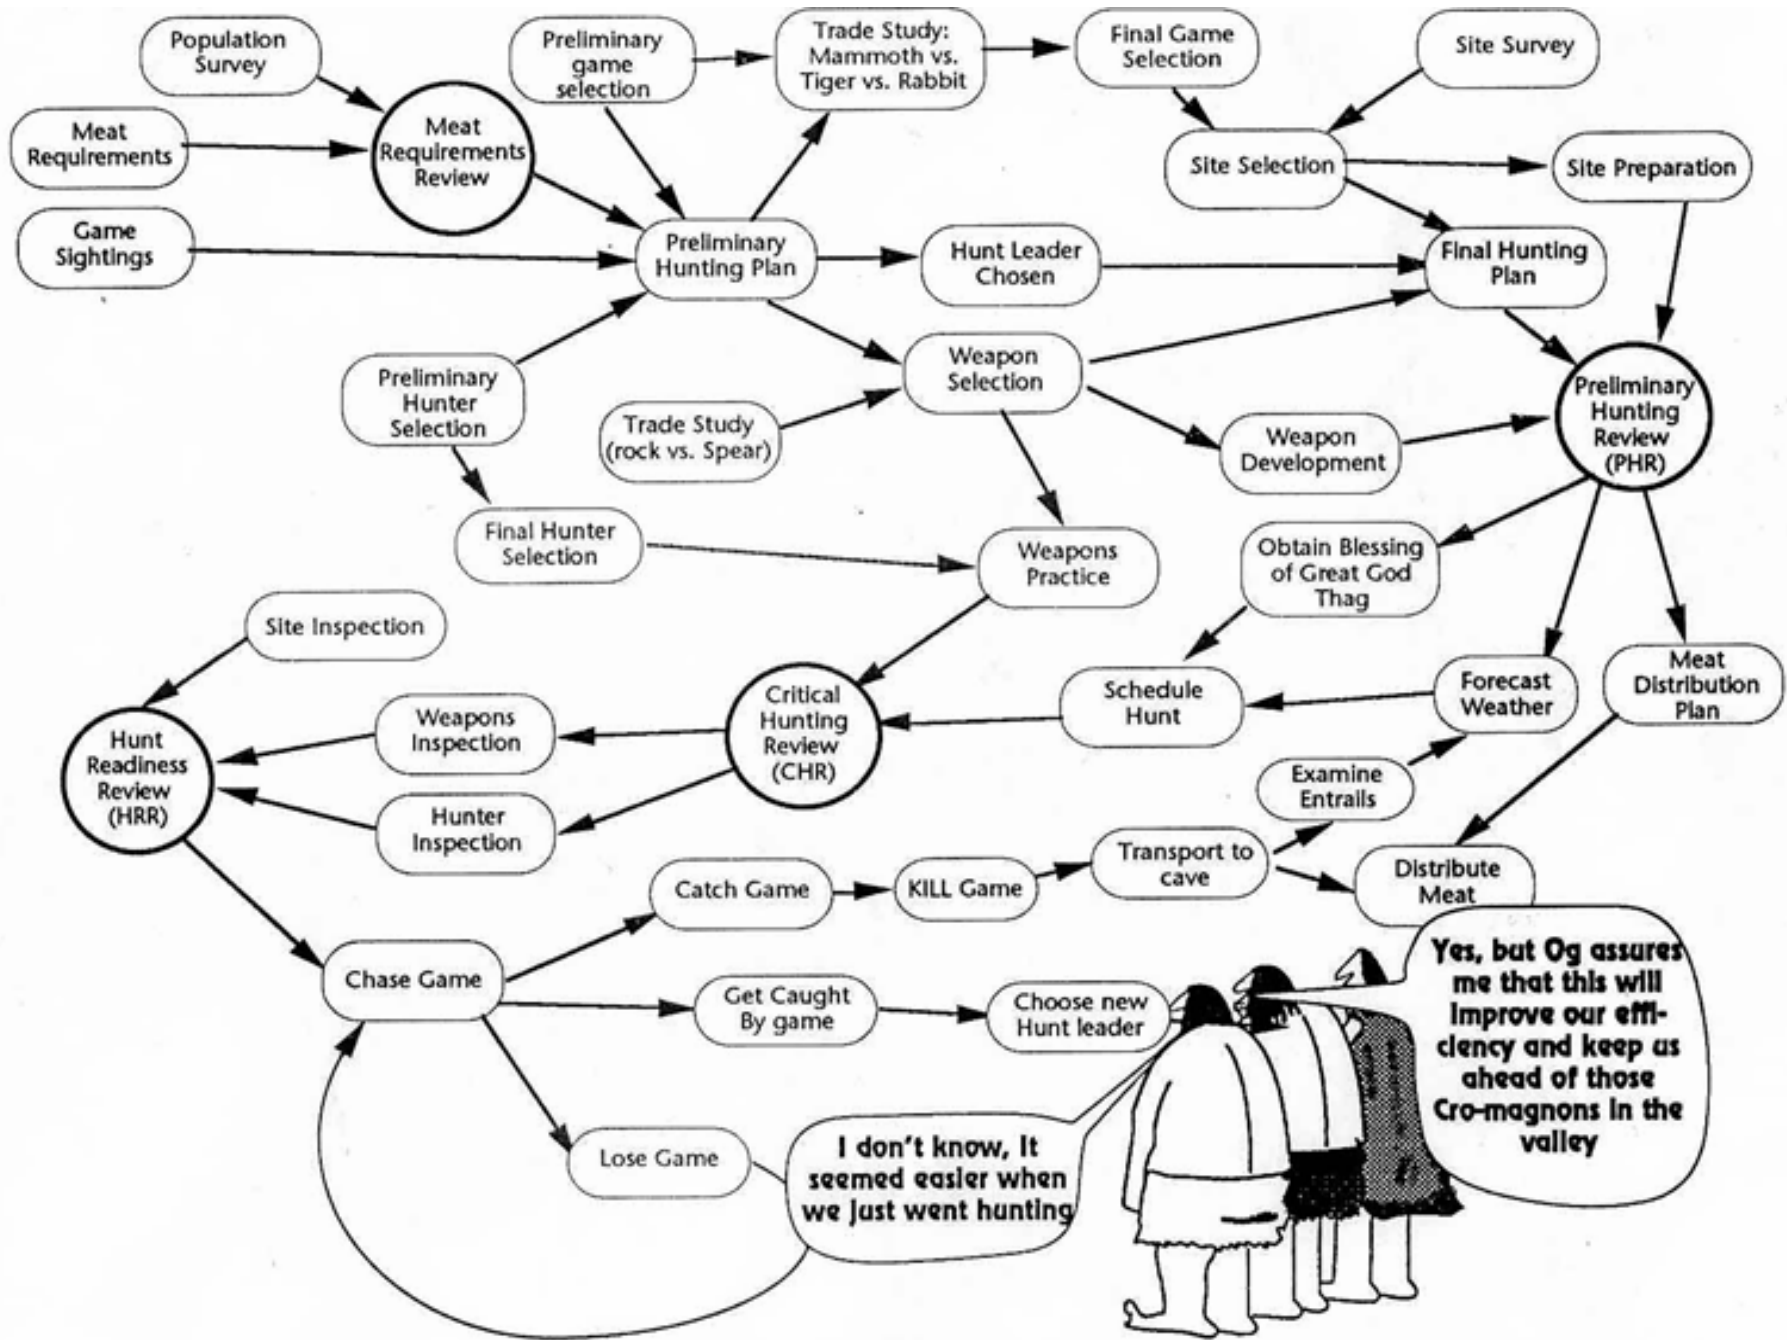 Population
Survey
Preliminary
game
selection
Trade Study:
Mammoth vs.
Tiger vs. Rabbit
Final Game
Selection
Site Survey
Meat
Requirements
Meat
Requirements
Review
Site Selection
Site Preparation
Game
Sightings
Preliminary
Hunting Plan
Hunt Leader
Chosen
Final Hunting
Plan
Preliminary
Hunter
Selection
Trade Study
(rock vs. Spear)
Weapon
Selection
Weapon
Development
Preliminary
Hunting
Review
(PHR)
Final Hunter
Selection
Weapons
Practice
Obtain Blessing
of Great God
Thag
Site Inspection
Hunt
Readiness
Review
(HRR)
Weapons
Inspection
Hunter
Inspection
Critical
Hunting
Review
(CHR)
Schedule
Hunt
Forecast
Weather
Meat
Distribution
Plan
Examine
Entrails
Catch Game
KILL Game
Transport to
cave
Distribute
Meat
Chase Game
Get Caught
By game
Choose new
Hunt leader
Lose Game
I don't know, It
seemed easier when
we just went hunting
Yes, but Og assures
me that this will
improve our effi-
ciency and keep us
ahead of those
Cro-magnons in the
valley